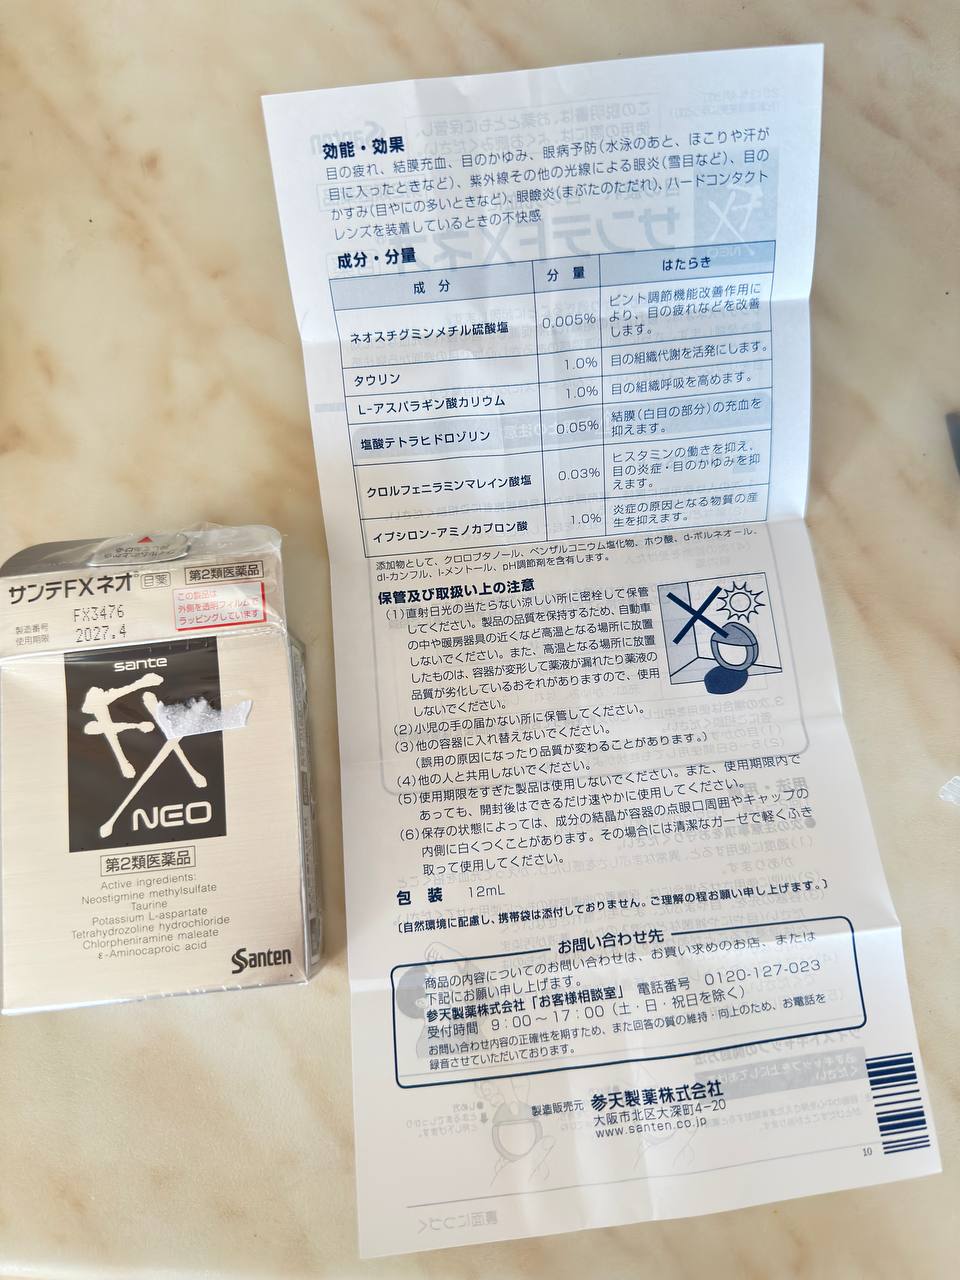 サンテFXネオ® 目薬 第2類医薬品
この製品は
外側を透明フィルムで
ラッピングしています
製造番号 FX3476
使用期限 2027.4
sante
FX
NEO
第2類医薬品
Active ingredients:
Neostigmine methylsulfate
Taurine
Potassium L-aspartate
Tetrahydrozoline hydrochloride
Chlorpheniramine maleate
ε-Aminocaproic acid
Santen
効能・効果
目の疲れ、結膜充血、目のかゆみ、眼病予防(水泳のあと、ほこりや汗が
目に入ったときなど)、紫外線その他の光線による眼炎(雪目など)、目の
かすみ(目やにの多いときなど)、眼瞼炎(まぶたのただれ)、ハードコンタクト
レンズを装着しているときの不快感
成分・分量
成 分 分 量 はたらき
ネオスチグミンメチル硫酸塩 0.005% ピント調節機能改善作用に
より、目の疲れなどを改善
します。
タウリン 1.0% 目の組織代謝を活発にします。
L-アスパラギン酸カリウム 1.0% 目の組織呼吸を高めます。
塩酸テトラヒドロゾリン 0.05% 結膜(白目の部分)の充血を
抑えます。
クロルフェニラミンマレイン酸塩 0.03% ヒスタミンの働きを抑え、
目の炎症・目のかゆみを抑
えます。
イプシロン-アミノカプロン酸 1.0% 炎症の原因となる物質の産
生を抑えます。
添加物として、クロロブタノール、ベンザルコニウム塩化物、ホウ酸、d-ボルネオール、
dl-カンフル、l-メントール、pH調節剤を含有します。
保管及び取扱い上の注意
(1)直射日光の当たらない涼しい所に密栓して保管
してください。製品の品質を保持するため、自動車
の中や暖房器具の近くなど高温となる場所に放置
しないでください。また、高温となる場所に放置
したものは、容器が変形して薬液が漏れたり薬液の
品質が劣化しているおそれがありますので、使用
しないでください。
(2)小児の手の届かない所に保管してください。
(3)他の容器に入れ替えないでください。
(誤用の原因になったり品質が変わることがあります。)
(4)他の人と共用しないでください。
(5)使用期限をすぎた製品は使用しないでください。また、使用期限内で
あっても、開封後はできるだけ速やかに使用してください。
(6)保存の状態によっては、成分の結晶が容器の点眼口周囲やキャップの
内側に白くつくことがあります。その場合には清潔なガーゼで軽くふき
取って使用してください。
包 装 12mL
〔自然環境に配慮し、携帯袋は添付しておりません。ご理解の程お願い申し上げます。〕
お問い合わせ先
商品の内容についてのお問い合わせは、お買い求めのお店、または
下記にお願い申し上げます。
参天製薬株式会社「お客様相談室」 電話番号 0120-127-023
受付時間 9:00～17:00(土・日・祝日を除く)
お問い合わせ内容の正確性を期すため、また回答の質の維持・向上のため、お電話を
録音させていただいております。
製造販売元 参天製薬株式会社
大阪市北区大深町4-20
www.santen.co.jp
10